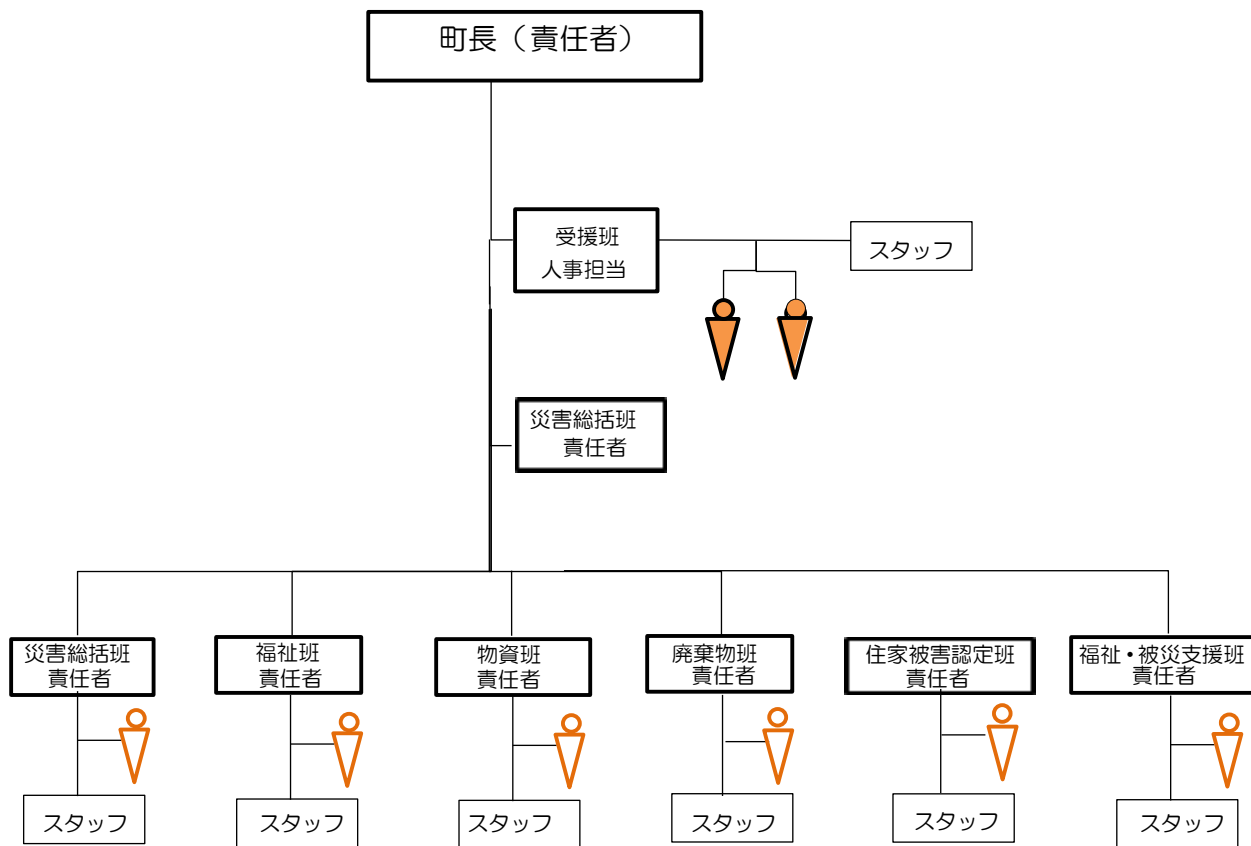 町長（責任者）
受援班
人事担当
スタッフ
災害総括班
責任者
災害総括班
責任者
福祉班
責任者
物資班
責任者
廃棄物班
責任者
住家被害認定班
責任者
福祉・被災支援班
責任者
スタッフ
スタッフ
スタッフ
スタッフ
スタッフ
スタッフ